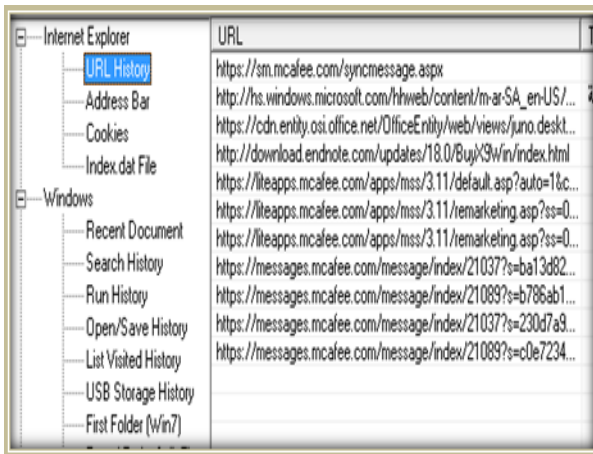 Internet Explorer
URL History
Address Bar
Cookies
Index.dat File
Windows
Recent Document
Search History
Run History
Open/Save History
List Visited History
USB Storage History
First Folder (Win7)
URL
https://sm.mcafee.com/syncmessage.aspx
http://hs.windows.microsoft.com/hhweb/content/m-ar-SA_en-US/...
https://cdn.entity.osi.office.net/OfficeEntity/web/views/juno.deskt...
http://download.endnote.com/updates/18.0/BuyX9Win/index.html
https://liteapps.mcafee.com/apps/mss/3.11/default.asp?auto=1&c...
https://liteapps.mcafee.com/apps/mss/3.11/remarketing.asp?ss=0...
https://liteapps.mcafee.com/apps/mss/3.11/remarketing.asp?ss=0...
https://messages.mcafee.com/message/index/21037?s=ba13d82...
https://messages.mcafee.com/message/index/21089?s=b786ab1...
https://messages.mcafee.com/message/index/21037?s=230d7a9...
https://messages.mcafee.com/message/index/21089?s=c0e7234...